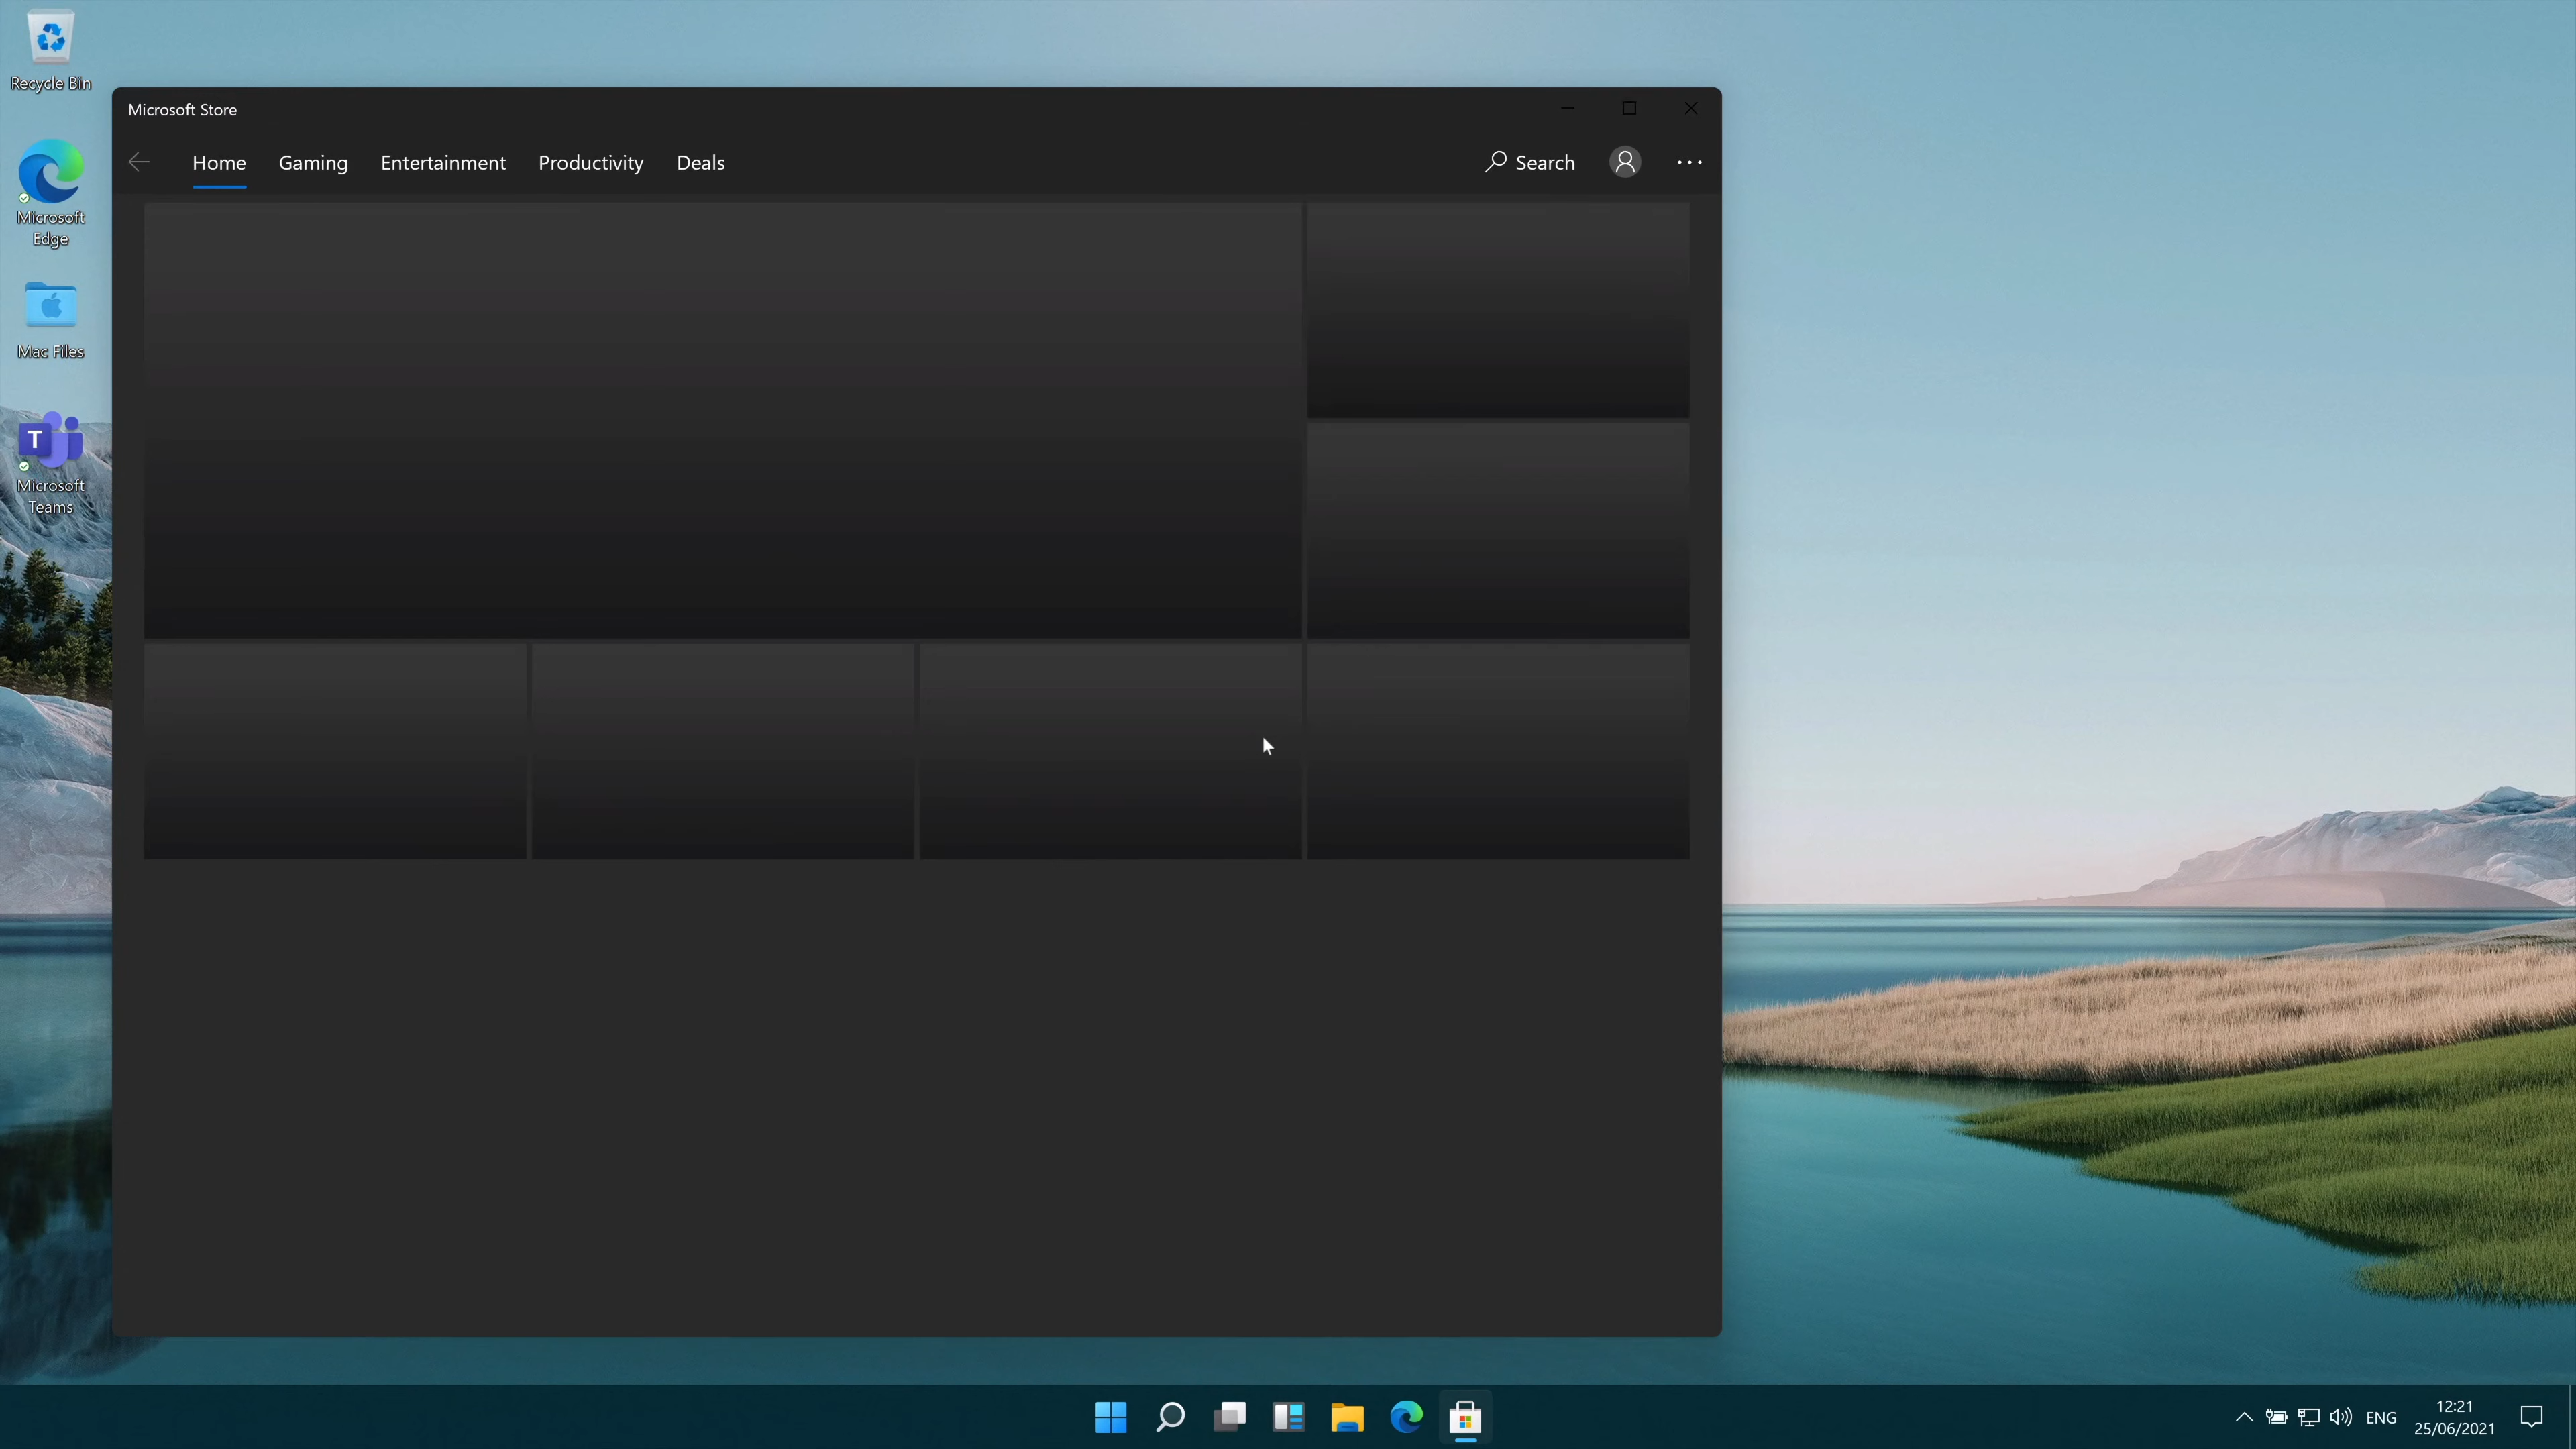 Recycle Bin
Microsoft
Edge
Mac Files
T
Microsoft
Teams
Microsoft Store
Home Gaming Entertainment Productivity Deals Search
ENG
12:21
25/06/2021